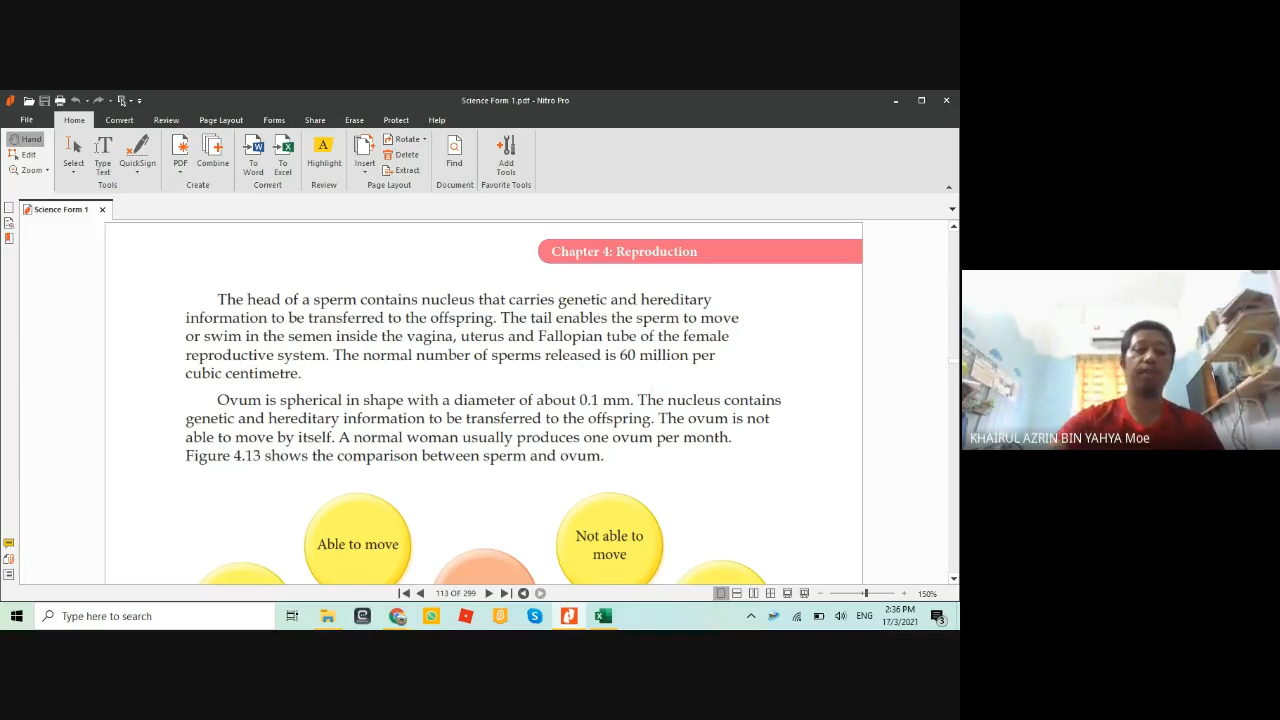 Science Form 1.pdf - Nitro Pro
File Home Convert Review Page Layout Forms Share Erase Protect Help
Hand
Edit
Zoom
Select
Type Text
QuickSign
Tools
PDF
Combine
Create
To Word
To Excel
Convert
A
Highlight
Review
Insert
Rotate
Delete
Extract
Page Layout
Find
Document
Add Tools
Favorite Tools
Science Form 1
Chapter 4: Reproduction
The head of a sperm contains nucleus that carries genetic and hereditary
information to be transferred to the offspring. The tail enables the sperm to move
or swim in the semen inside the vagina, uterus and Fallopian tube of the female
reproductive system. The normal number of sperms released is 60 million per
cubic centimetre.
Ovum is spherical in shape with a diameter of about 0.1 mm. The nucleus contains
genetic and hereditary information to be transferred to the offspring. The ovum is not
able to move by itself. A normal woman usually produces one ovum per month.
Figure 4.13 shows the comparison between sperm and ovum.
Able to move
Not able to
move
113 OF 299
150%
Type here to search
ENG
2:36 PM
17/3/2021
3
KHAIRUL AZRIN BIN YAHYA Moe